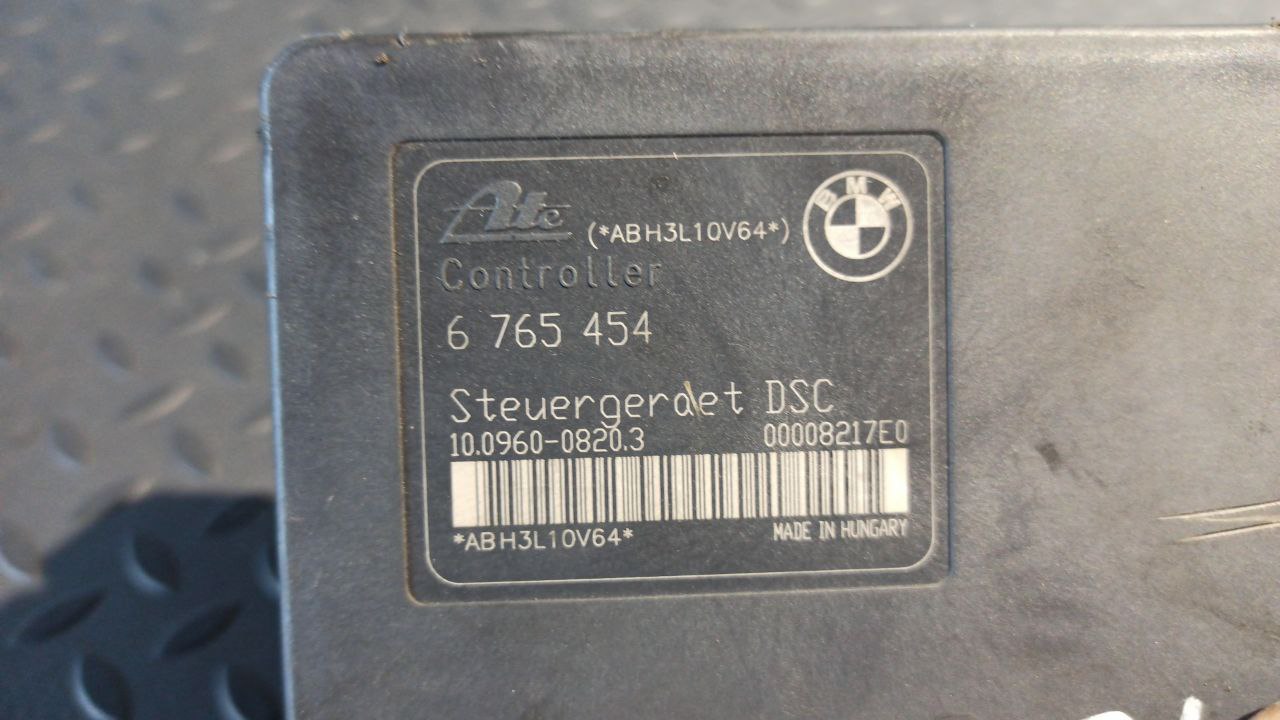 Ate (*ABH3L10V64*) BMW
Controller
6 765 454
Steuergeraet DSC
10.0960-0820.3 00008217E0
*ABH3L10V64* MADE IN HUNGARY